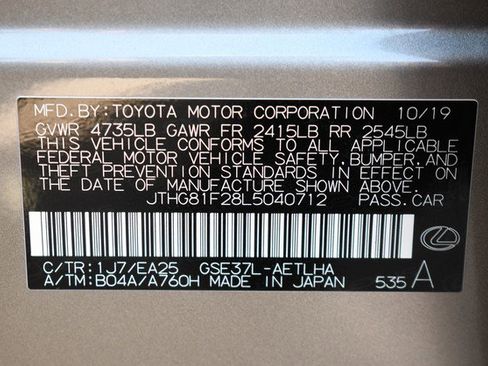 MFD.BY:TOYOTA MOTOR CORPORATION 10/19
GVWR 4735LB GAWR FR 2415LB RR 2545LB
THIS VEHICLE CONFORMS TO ALL APPLICABLE
FEDERAL MOTOR VEHICLE SAFETY,BUMPER,AND
THEFT PREVENTION STANDARDS IN EFFECT ON
THE DATE OF MANUFACTURE SHOWN ABOVE.
JTHG81F28L5040712 PASS.CAR
C/TR:1J7/EA25 GSE37L-AETLHA
A/TM:B04A/A760H MADE IN JAPAN 535 A